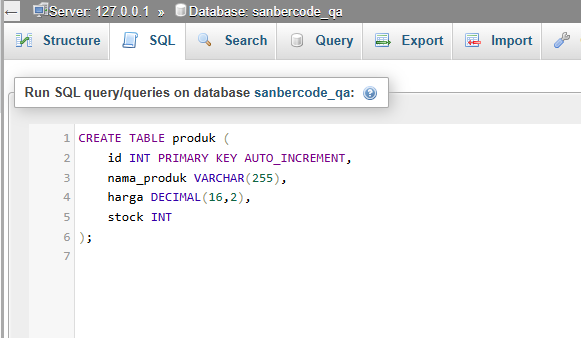 Server: 127.0.0.1 » Database: sanbercode_qa
Structure SQL Search Query Export Import
Run SQL query/queries on database sanbercode_qa:
1 CREATE TABLE produk (
2 id INT PRIMARY KEY AUTO_INCREMENT,
3 nama_produk VARCHAR(255),
4 harga DECIMAL(16,2),
5 stock INT
6 );
7